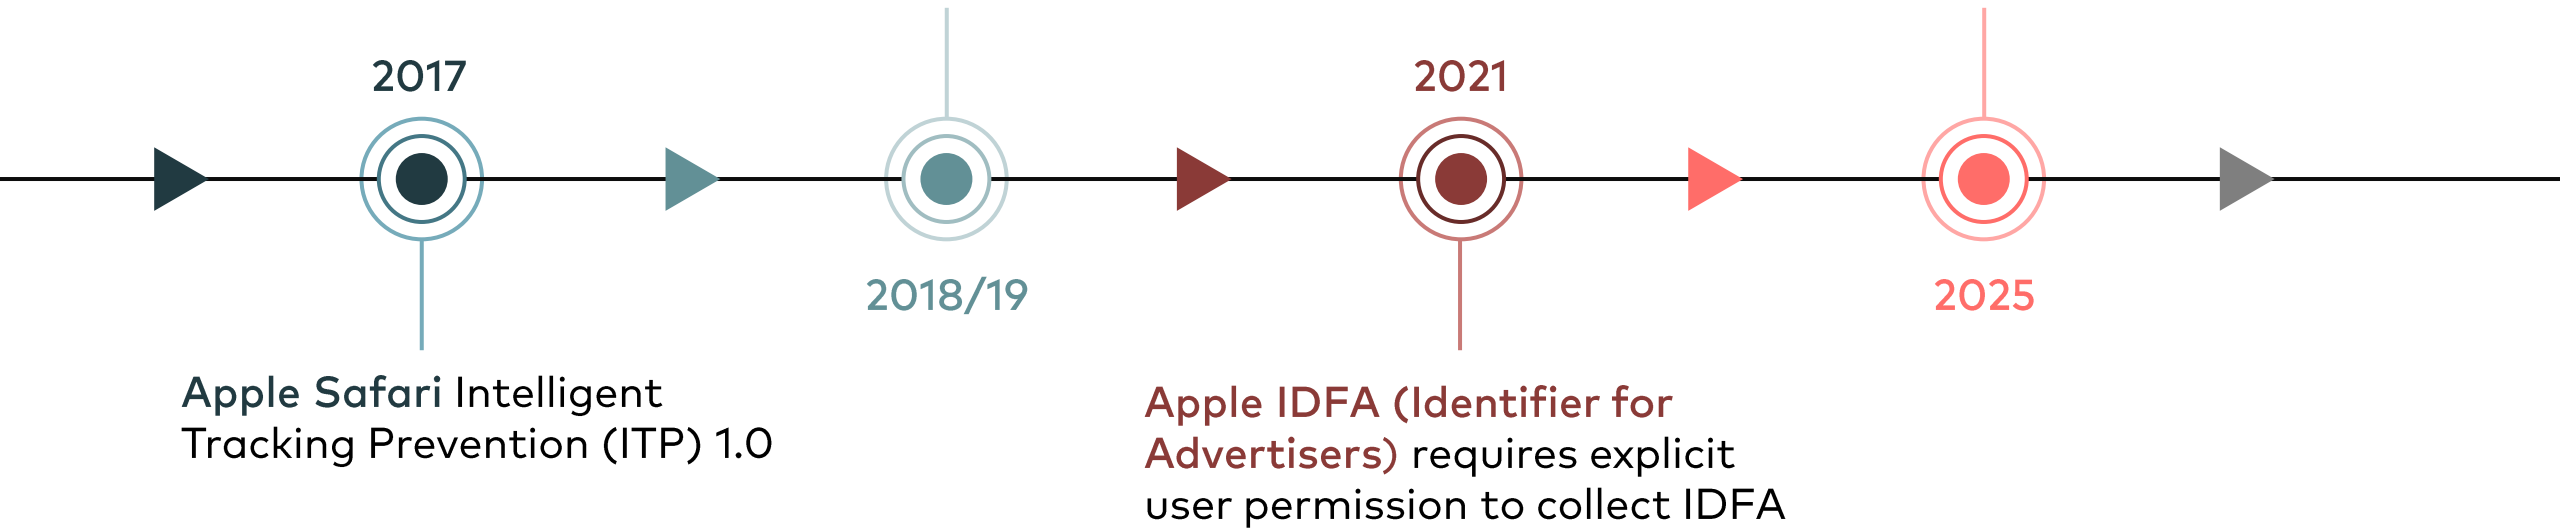 2017
Apple Safari Intelligent
Tracking Prevention (ITP) 1.0
2018/19
2021
Apple IDFA (Identifier for
Advertisers) requires explicit
user permission to collect IDFA
2025